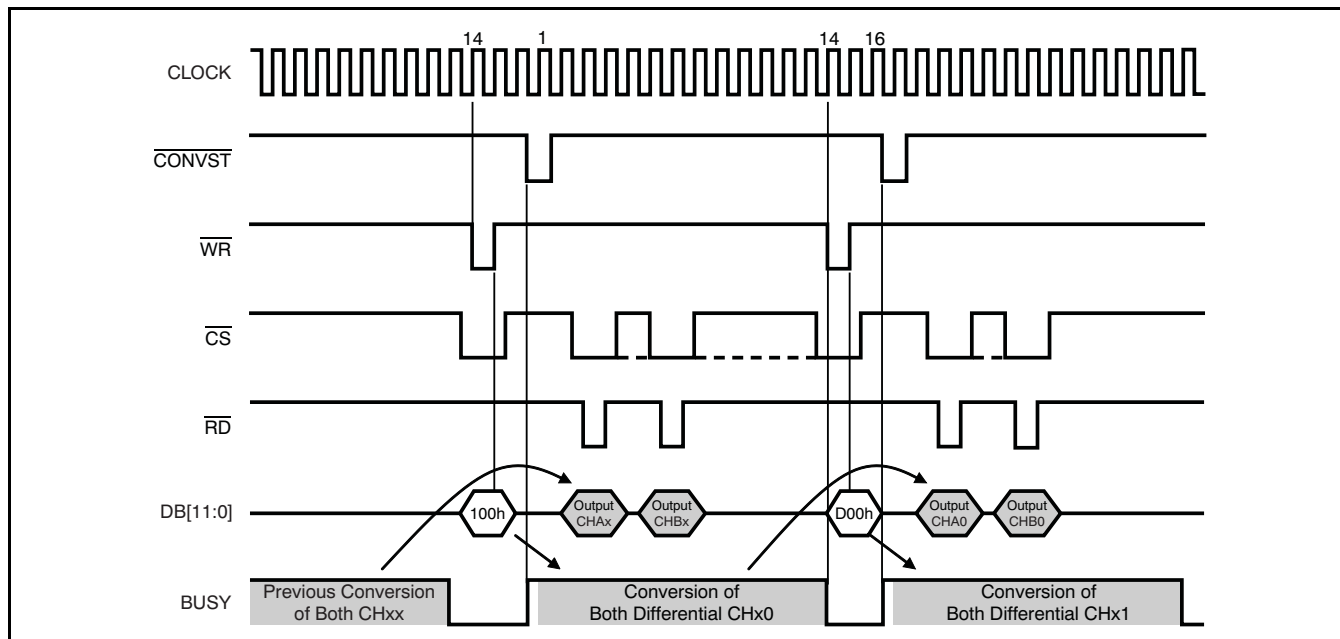 14 1 14 16
CLOCK
CONVST
WR
CS
RD
DB[11:0]
100h
Output
CHAx
Output
CHBx
D00h
Output
CHA0
Output
CHB0
BUSY
Previous Conversion
of Both CHxx
Conversion of
Both Differential CHx0
Conversion of
Both Differential CHx1